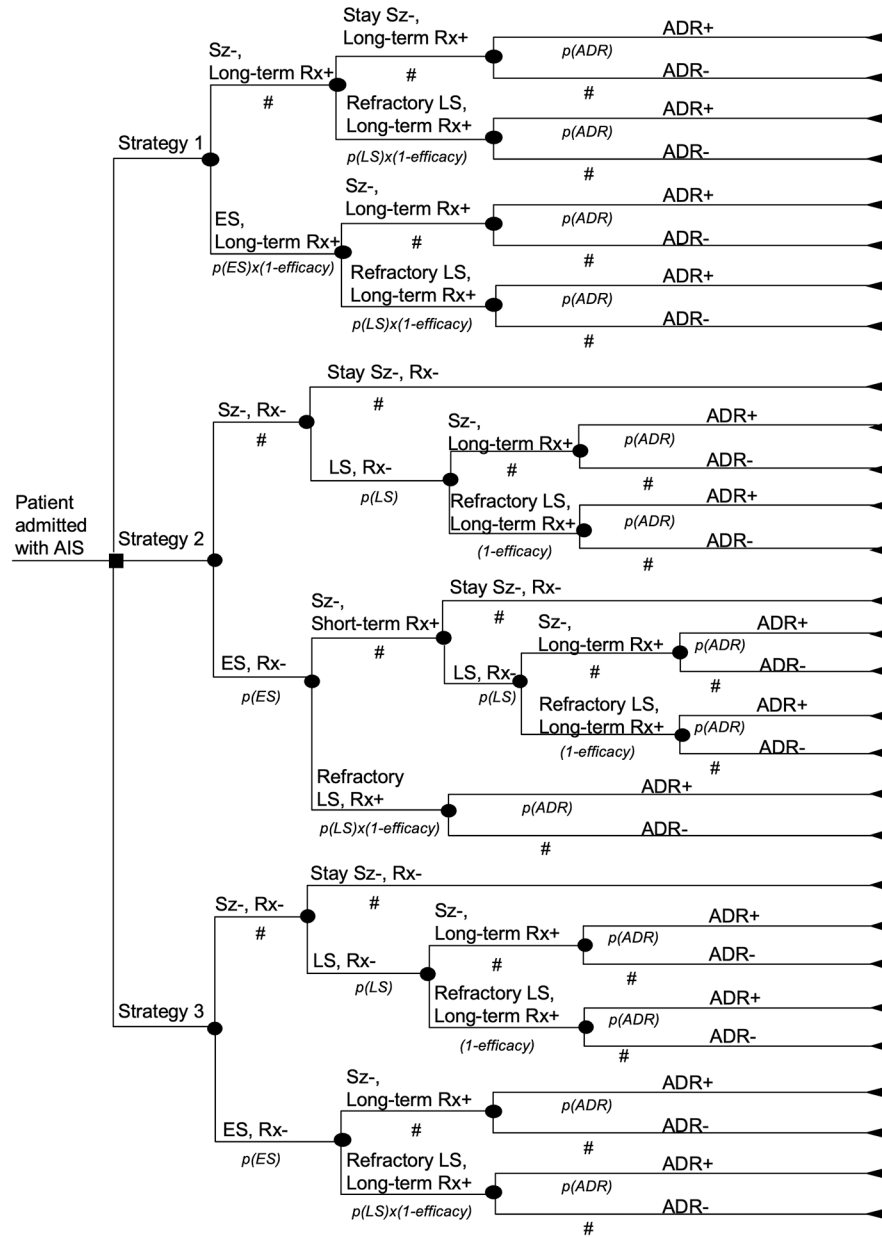 Stay Sz-,
Long-term Rx+
#
ADR+
p(ADR)
ADR-
#
Sz-,
Long-term Rx+
#
Refractory LS,
Long-term Rx+
p(LS)x(1-efficacy)
ADR+
p(ADR)
ADR-
#
Strategy 1
ES,
Long-term Rx+
p(ES)x(1-efficacy)
Sz-,
Long-term Rx+
#
ADR+
p(ADR)
ADR-
#
Refractory LS,
Long-term Rx+
p(LS)x(1-efficacy)
ADR+
p(ADR)
ADR-
#
Patient
admitted
with AIS
Strategy 2
Sz-, Rx-
#
Stay Sz-, Rx-
#
LS, Rx-
p(LS)
Sz-,
Long-term Rx+
#
ADR+
p(ADR)
ADR-
#
Refractory LS,
Long-term Rx+
(1-efficacy)
ADR+
p(ADR)
ADR-
#
ES, Rx-
p(ES)
Sz-,
Short-term Rx+
#
Stay Sz-, Rx-
#
LS, Rx-
p(LS)
Sz-,
Long-term Rx+
#
ADR+
p(ADR)
ADR-
#
Refractory LS,
Long-term Rx+
(1-efficacy)
ADR+
p(ADR)
ADR-
#
Refractory
LS, Rx+
p(LS)x(1-efficacy)
ADR+
p(ADR)
ADR-
#
Strategy 3
Sz-, Rx-
#
Stay Sz-, Rx-
#
LS, Rx-
p(LS)
Sz-,
Long-term Rx+
#
ADR+
p(ADR)
ADR-
#
Refractory LS,
Long-term Rx+
(1-efficacy)
ADR+
p(ADR)
ADR-
#
ES, Rx-
p(ES)
Sz-,
Long-term Rx+
#
ADR+
p(ADR)
ADR-
#
Refractory LS,
Long-term Rx+
p(LS)x(1-efficacy)
ADR+
p(ADR)
ADR-
#